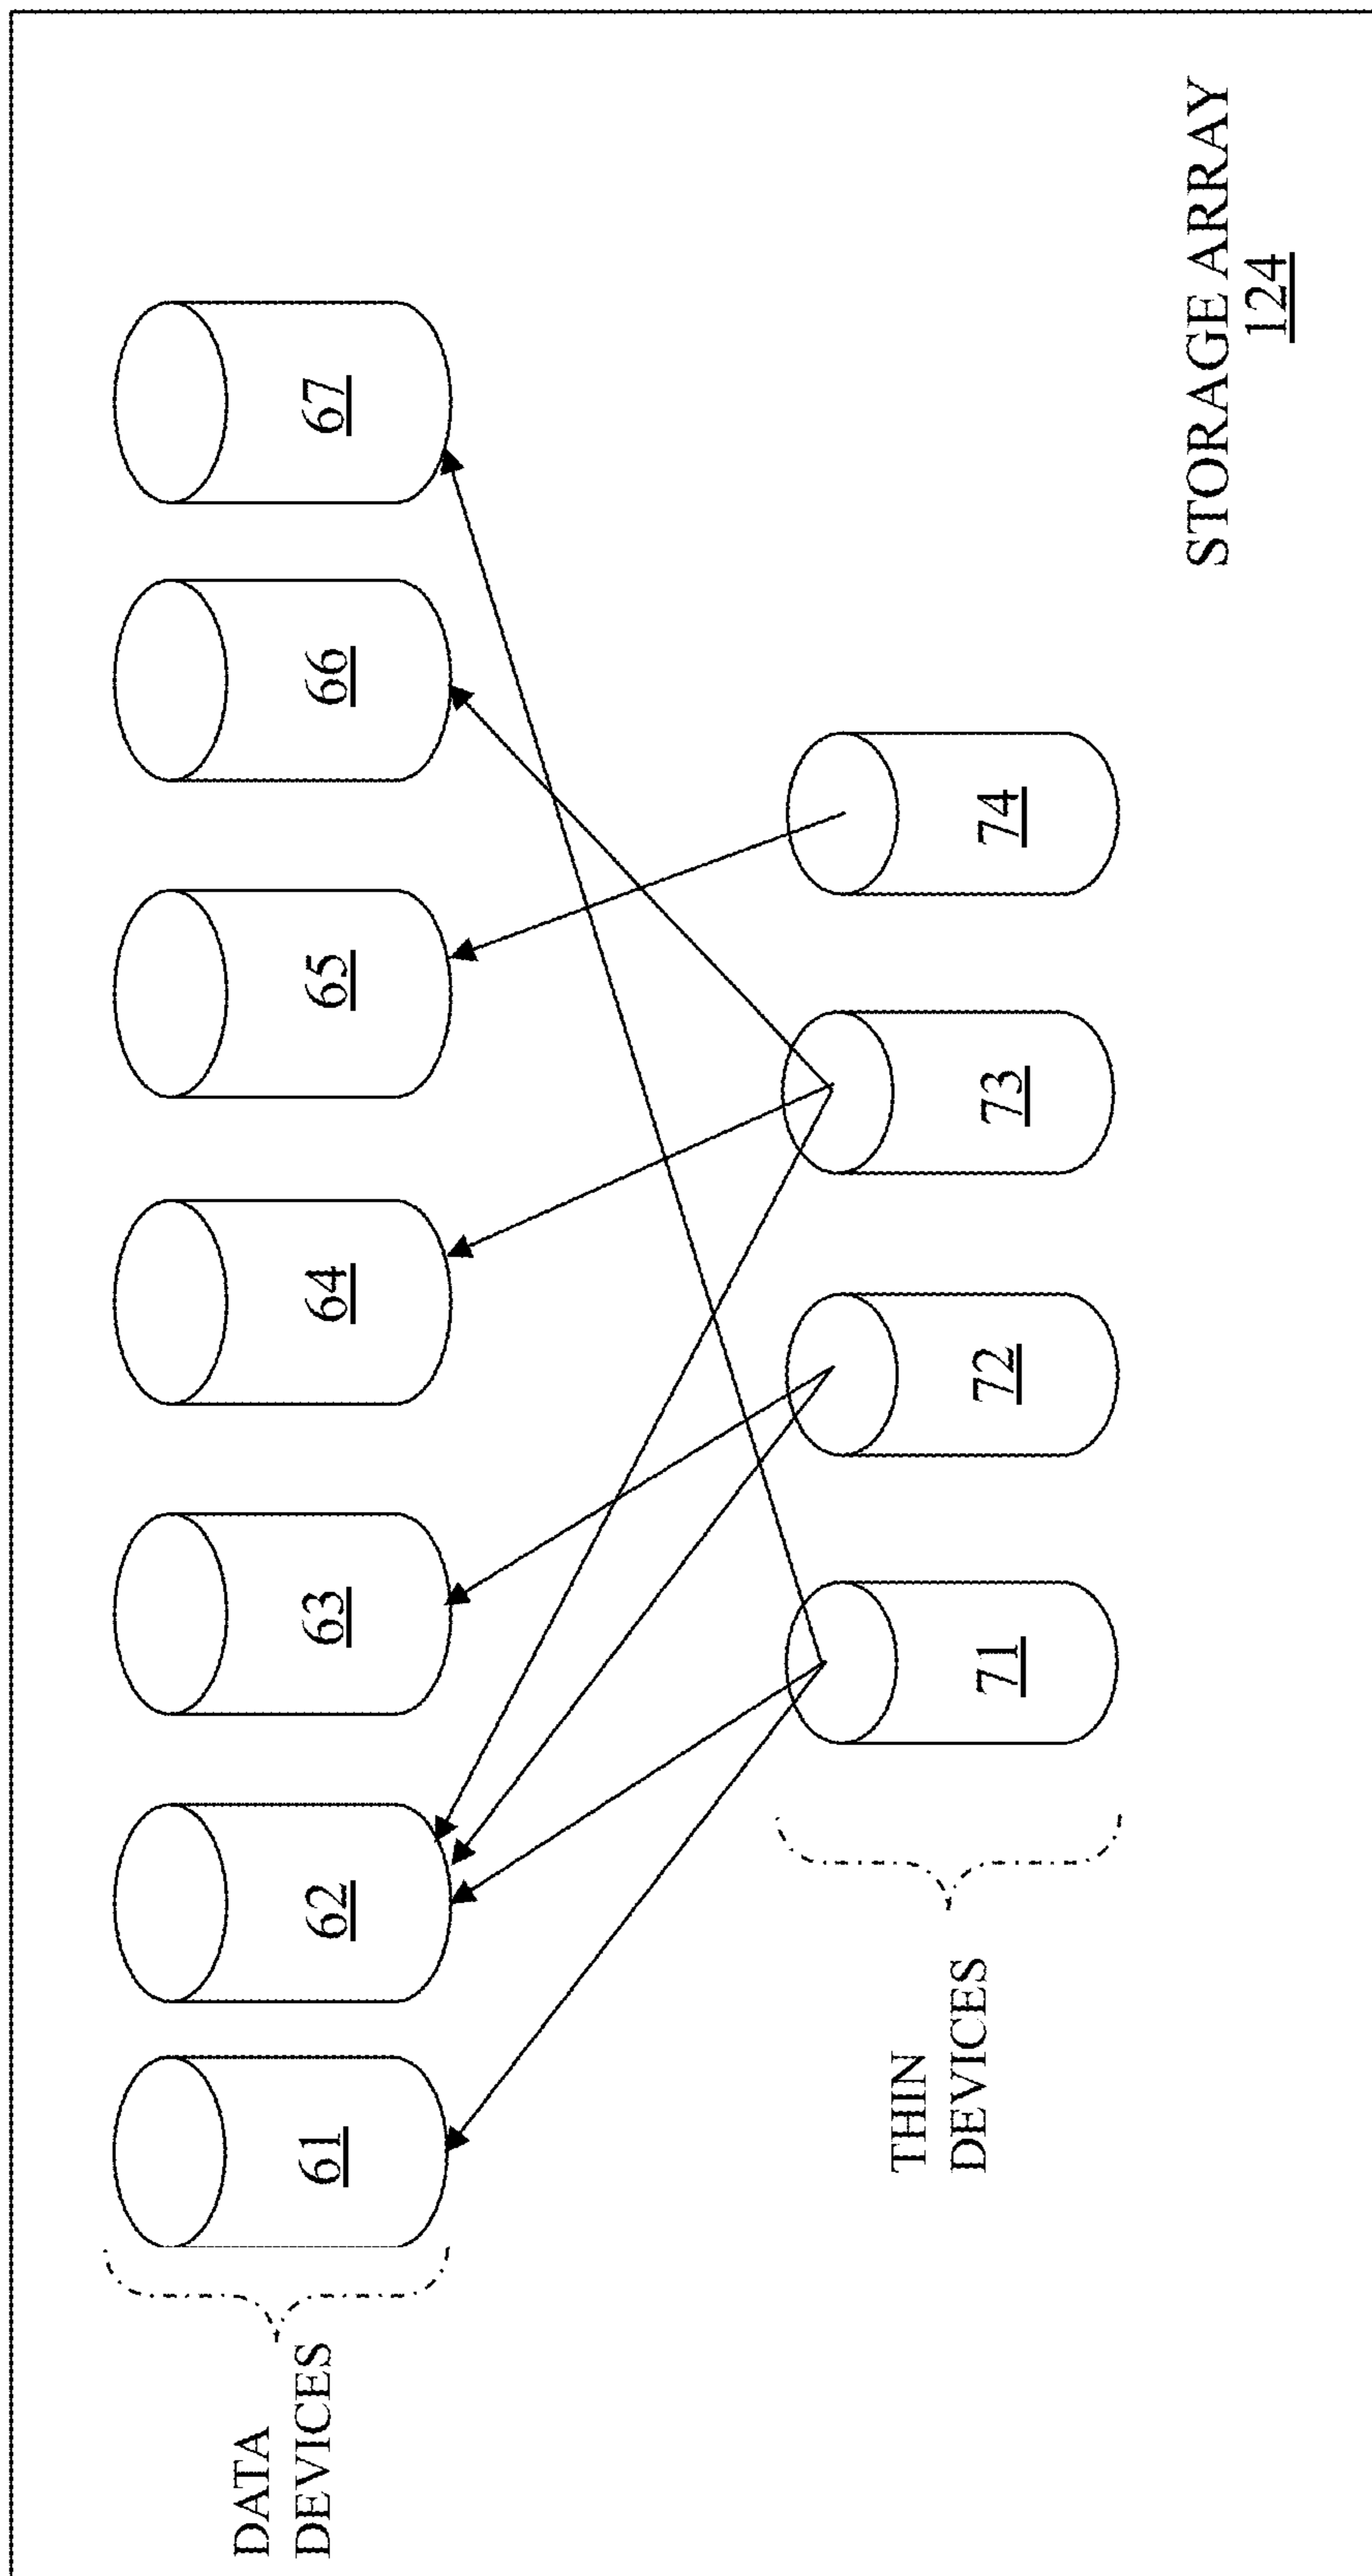 DATA
DEVICES
61
62
63
64
65
66
67
THIN
DEVICES
71
72
73
74
STORAGE ARRAY
124